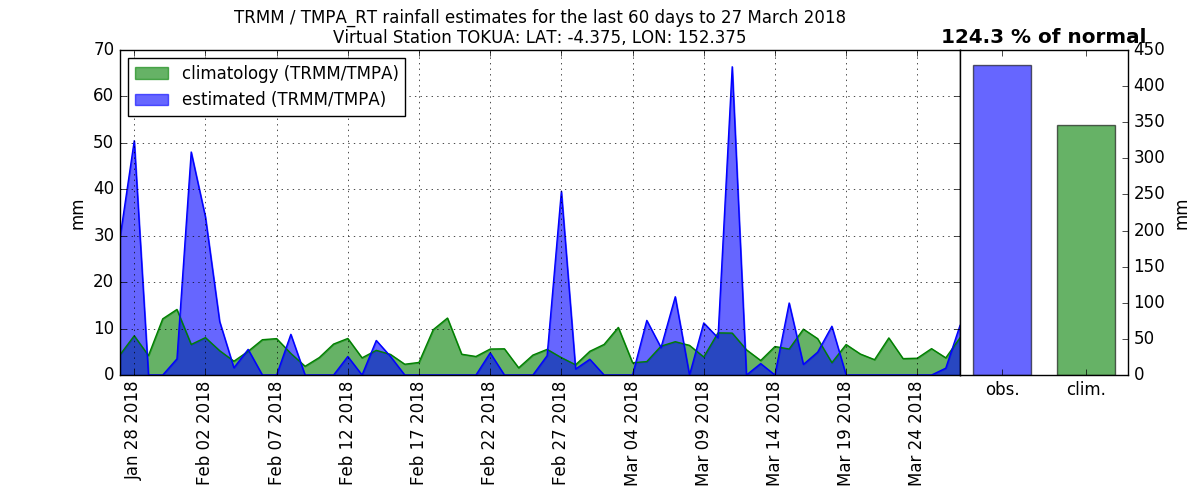 TRMM / TMPA_RT rainfall estimates for the last 60 days to 27 March 2018
Virtual Station TOKUA: LAT: -4.375, LON: 152.375
124.3 % of normal
climatology (TRMM/TMPA)
estimated (TRMM/TMPA)
mm
70
60
50
40
30
20
10
0
Jan 28 2018
Feb 02 2018
Feb 07 2018
Feb 12 2018
Feb 17 2018
Feb 22 2018
Feb 27 2018
Mar 04 2018
Mar 09 2018
Mar 14 2018
Mar 19 2018
Mar 24 2018
obs.
clim.
450
400
350
300
250
200
150
100
50
0
mm